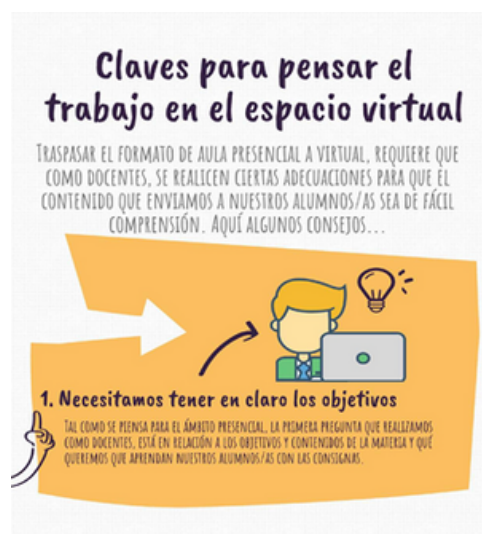 Claves para pensar el
trabajo en el espacio virtual
TRASPASAR EL FORMATO DE AULA PRESENCIAL A VIRTUAL, REQUIERE QUE
COMO DOCENTES, SE REALICEN CIERTAS ADECUACIONES PARA QUE EL
CONTENIDO QUE ENVIAMOS A NUESTROS ALUMNOS/AS SEA DE FÁCIL
COMPRENSIÓN. AQUÍ ALGUNOS CONSEJOS...
1. Necesitamos tener en claro los objetivos
TAL COMO SE PIENSA PARA EL ÁMBITO PRESENCIAL, LA PRIMERA PREGUNTA QUE REALIZAMOS
COMO DOCENTES, ESTÁ EN RELACIÓN A LOS OBJETIVOS Y CONTENIDOS DE LA MATERIA Y QUÉ
QUEREMOS QUE APRENDAN NUESTROS ALUMNOS/AS CON LAS CONSIGNAS.